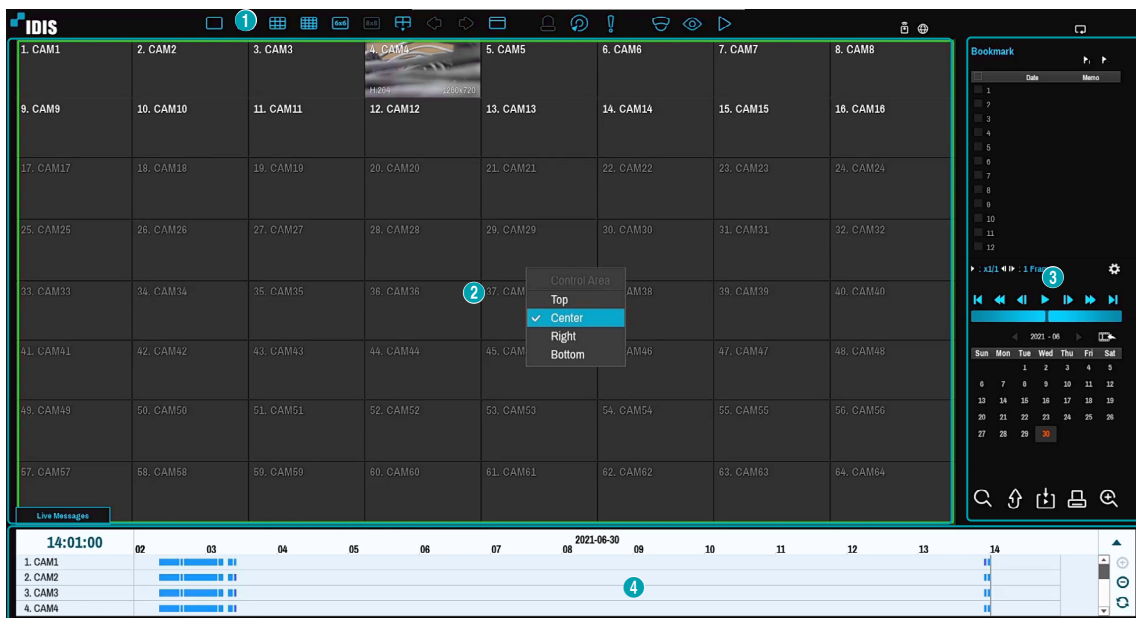 IDIS
1
6x6
8x8
1. CAM1 2. CAM2 3. CAM3 4. CAM4 5. CAM5 6. CAM6 7. CAM7 8. CAM8
H.264 1280x720
9. CAM9 10. CAM10 11. CAM11 12. CAM12 13. CAM13 14. CAM14 15. CAM15 16. CAM16
17. CAM17 18. CAM18 19. CAM19 20. CAM20 21. CAM21 22. CAM22 23. CAM23 24. CAM24
25. CAM25 26. CAM26 27. CAM27 28. CAM28 29. CAM29 30. CAM30 31. CAM31 32. CAM32
33. CAM33 34. CAM34 35. CAM35 36. CAM36 37. CAM CAM38 39. CAM39 40. CAM40
41. CAM41 42. CAM42 43. CAM43 44. CAM44 45. CAM CAM46 47. CAM47 48. CAM48
49. CAM49 50. CAM50 51. CAM51 52. CAM52 53. CAM53 54. CAM54 55. CAM55 56. CAM56
57. CAM57 58. CAM58 59. CAM59 60. CAM60 61. CAM61 62. CAM62 63. CAM63 64. CAM64
2
Control Area
Top
Center
Right
Bottom
Live Messages
Bookmark
Date Memo
1
2
3
4
5
6
7
8
9
10
11
12
: x1/1 : 1 Fra
3
2021 - 06
Sun Mon Tue Wed Thu Fri Sat
1 2 3 4 5
6 7 8 9 10 11 12
13 14 15 16 17 18 19
20 21 22 23 24 25 26
27 28 29 30
14:01:00
2021-06-30
02 03 04 05 06 07 08 09 10 11 12 13 14
1. CAM1
2. CAM2
3. CAM3
4. CAM4
4